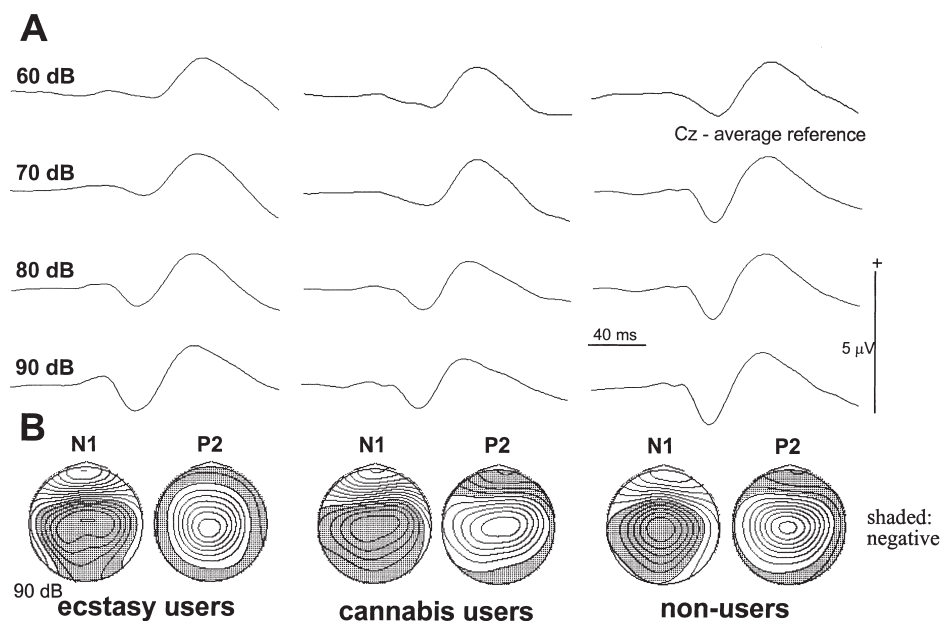 A
60 dB
Cz - average reference
70 dB
80 dB
+
40 ms
5 µV
90 dB
B
N1 P2 N1 P2 N1 P2
shaded:
negative
90 dB
ecstasy users cannabis users non-users